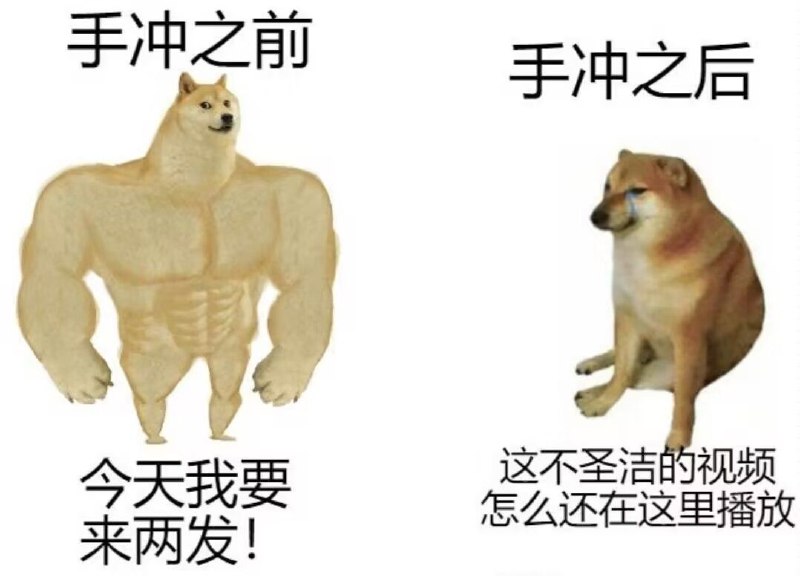 手冲之前
手冲之后
今天我要
来两发！
这不圣洁的视频
怎么还在这里播放